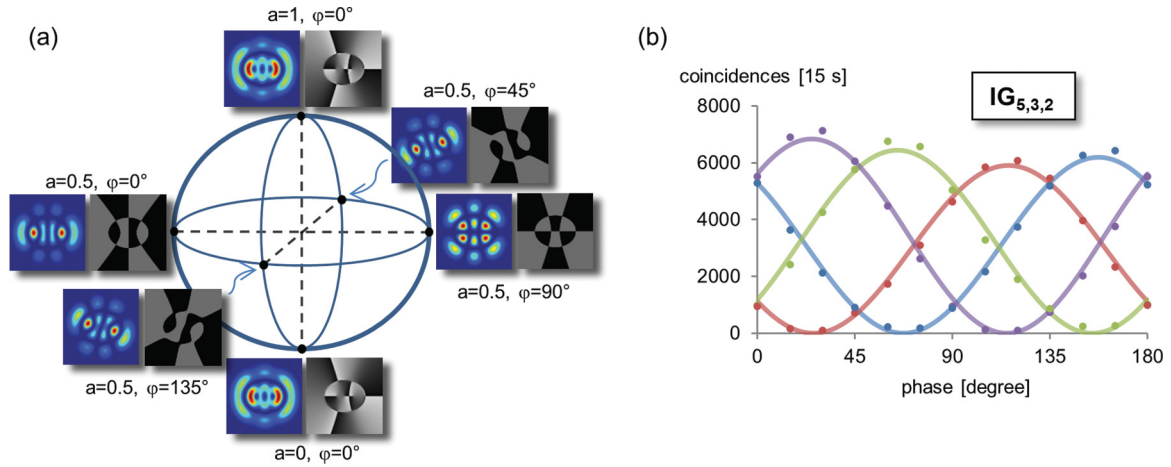 (a)
a=1, φ=0°
a=0.5, φ=45°
a=0.5, φ=0°
a=0.5, φ=90°
a=0.5, φ=135°
a=0, φ=0°
(b)
coincidences [15 s]
IG5,3,2
8000
6000
4000
2000
0
0 45 90 135 180
phase [degree]